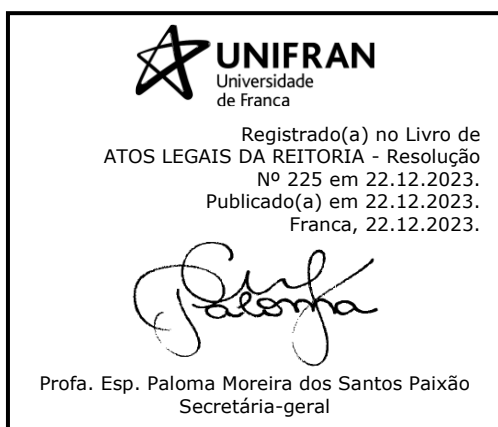 UNIFRAN
Universidade
de Franca
Registrado(a) no Livro de
ATOS LEGAIS DA REITORIA - Resolução
Nº 225 em 22.12.2023.
Publicado(a) em 22.12.2023.
Franca, 22.12.2023.
Paloma
Profa. Esp. Paloma Moreira dos Santos Paixão
Secretária-geral